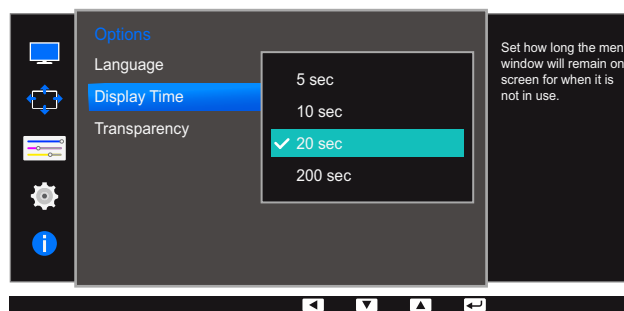 Options
Language
Display Time
Transparency
5 sec
10 sec
20 sec
200 sec
Set how long the men
window will remain on
screen for when it is
not in use.